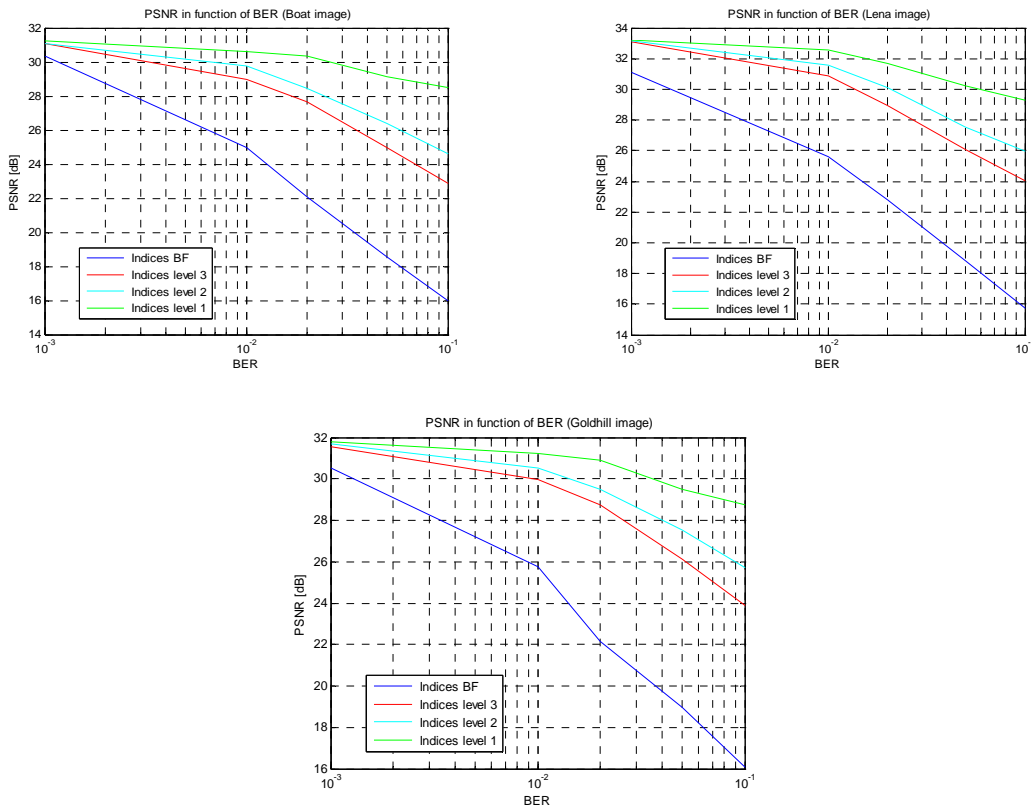 PSNR in function of BER (Boat image)
32
30
28
26
24
22
20
18
16
14
PSNR [dB]
Indices BF
Indices level 3
Indices level 2
Indices level 1
10-3
10-2
10-1
BER
PSNR in function of BER (Lena image)
34
32
30
28
26
24
22
20
18
16
14
PSNR [dB]
Indices BF
Indices level 3
Indices level 2
Indices level 1
10-3
10-2
10-1
BER
PSNR in function of BER (Goldhill image)
32
30
28
26
24
22
20
18
16
PSNR [dB]
Indices BF
Indices level 3
Indices level 2
Indices level 1
10-3
10-2
10-1
BER